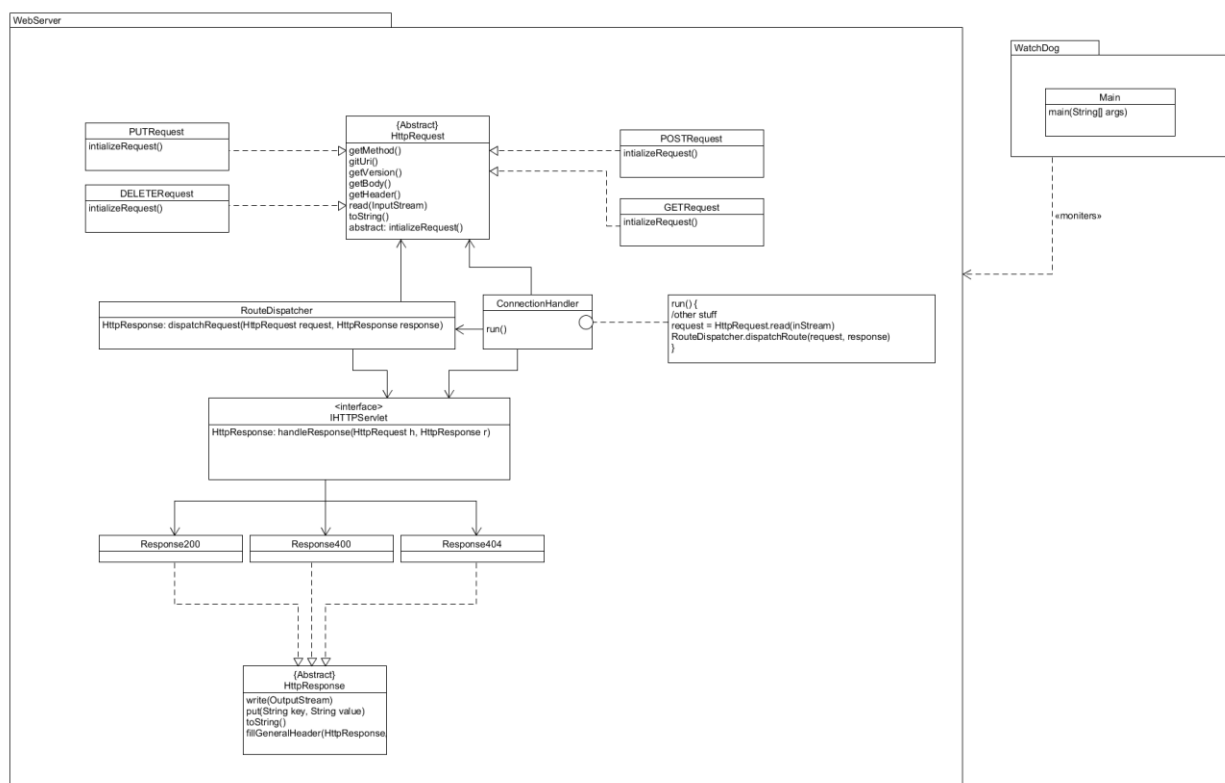 WebServer
WatchDog
Main
main(String[] args)
«moniters»
PUTRequest
intializeRequest()
DELETERequest
intializeRequest()
{Abstract}
HttpRequest
getMethod()
gitUri()
getVersion()
getBody()
getHeader()
read(InputStream)
toString()
abstract: intializeRequest()
POSTRequest
intializeRequest()
GETRequest
intializeRequest()
RouteDispatcher
HttpResponse: dispatchRequest(HttpRequest request, HttpResponse response)
ConnectionHandler
run()
run() {
/other stuff
request = HttpRequest.read(inStream)
RouteDispatcher.dispatchRoute(request, response)
}
<interface>
IHTTPServlet
HttpResponse: handleResponse(HttpRequest h, HttpResponse r)
Response200
Response400
Response404
{Abstract}
HttpResponse
write(OutputStream)
put(String key, String value)
toString()
fillGeneralHeader(HttpResponse